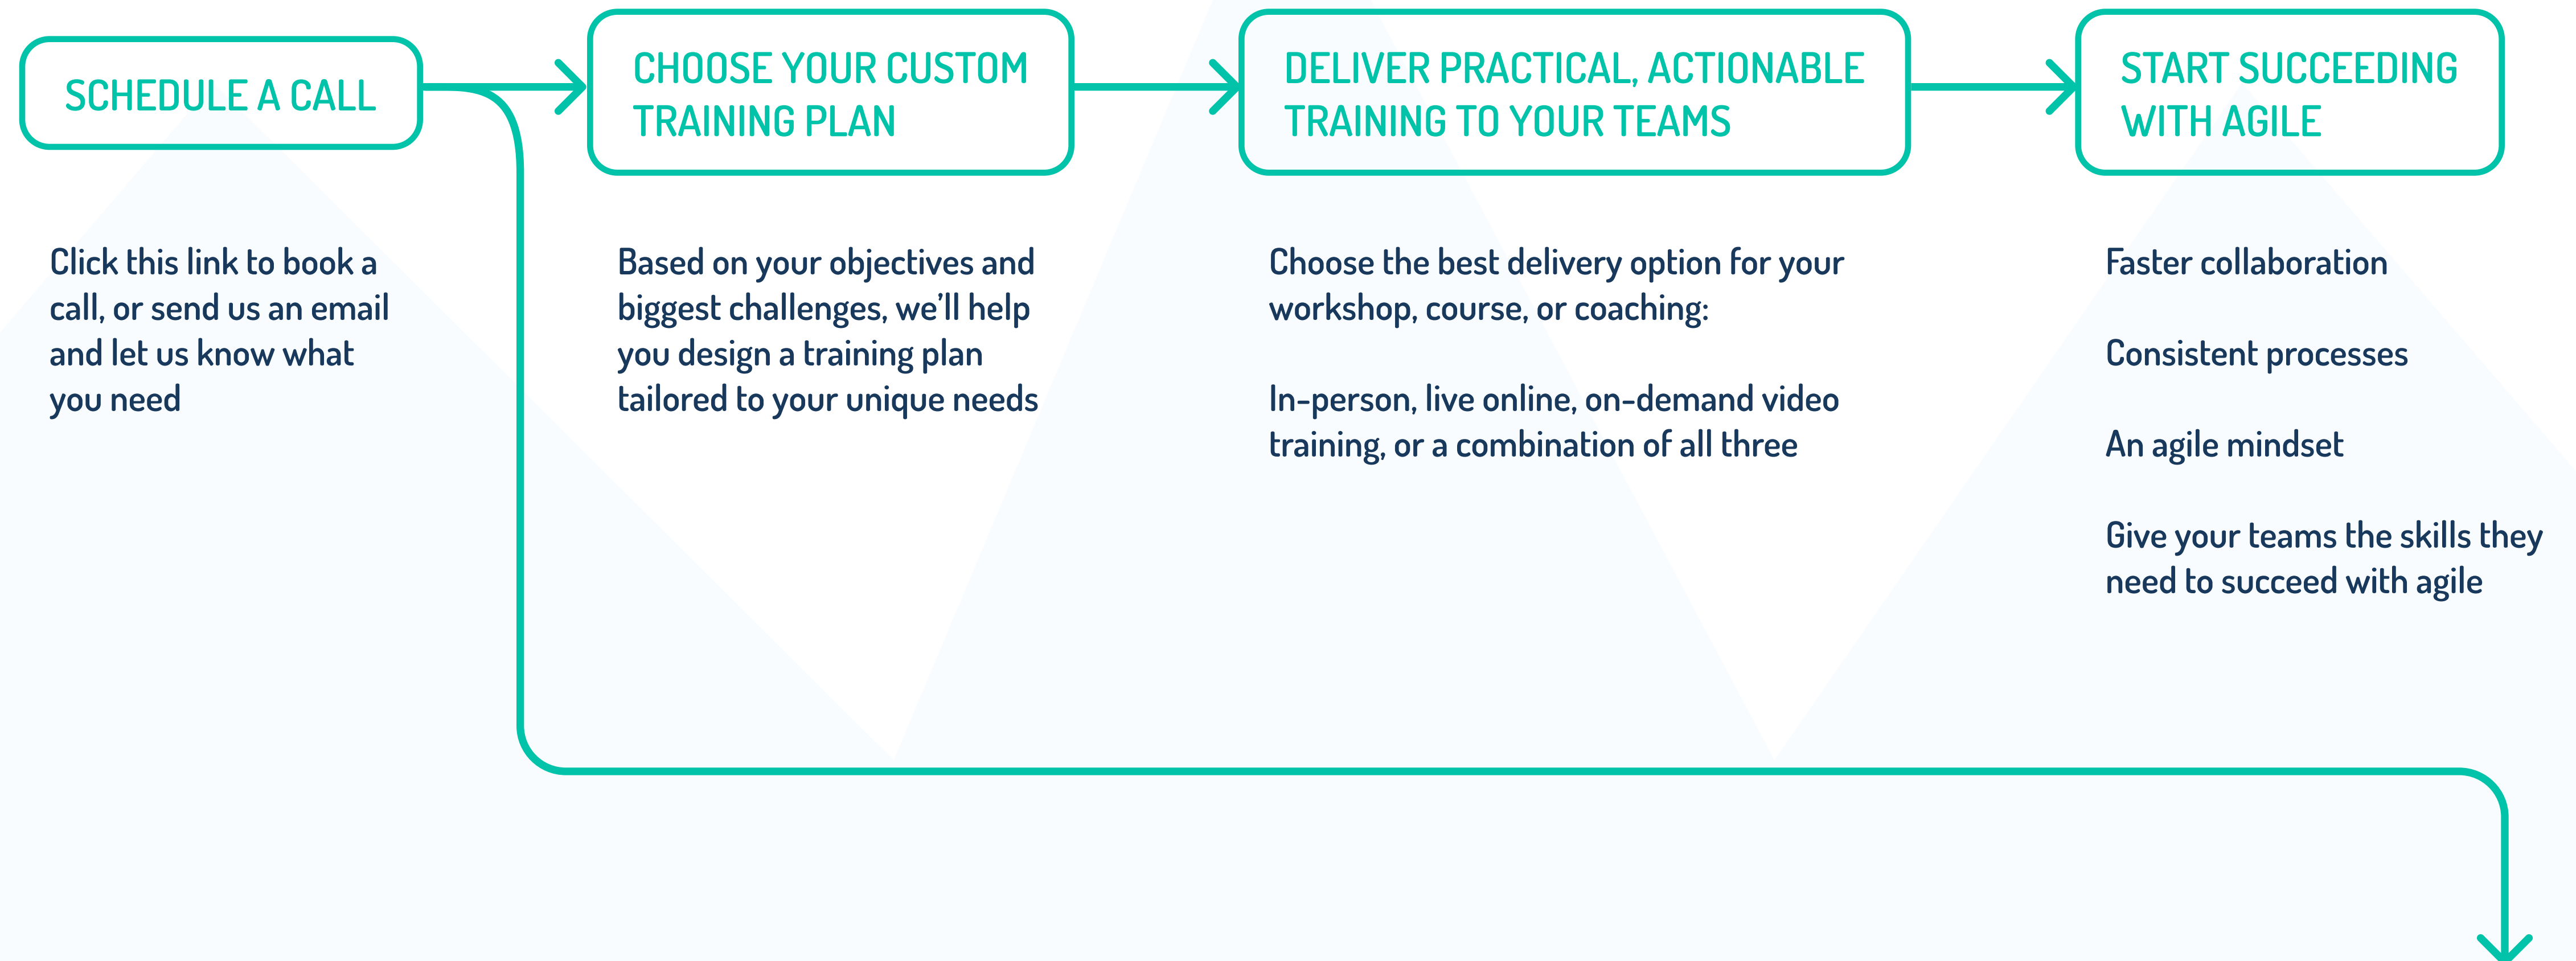 SCHEDULE A CALL
Click this link to book a
call, or send us an email
and let us know what
you need
CHOOSE YOUR CUSTOM
TRAINING PLAN
Based on your objectives and
biggest challenges, we’ll help
you design a training plan
tailored to your unique needs
DELIVER PRACTICAL, ACTIONABLE
TRAINING TO YOUR TEAMS
Choose the best delivery option for your
workshop, course, or coaching:
In-person, live online, on-demand video
training, or a combination of all three
START SUCCEEDING
WITH AGILE
Faster collaboration
Consistent processes
An agile mindset
Give your teams the skills they
need to succeed with agile